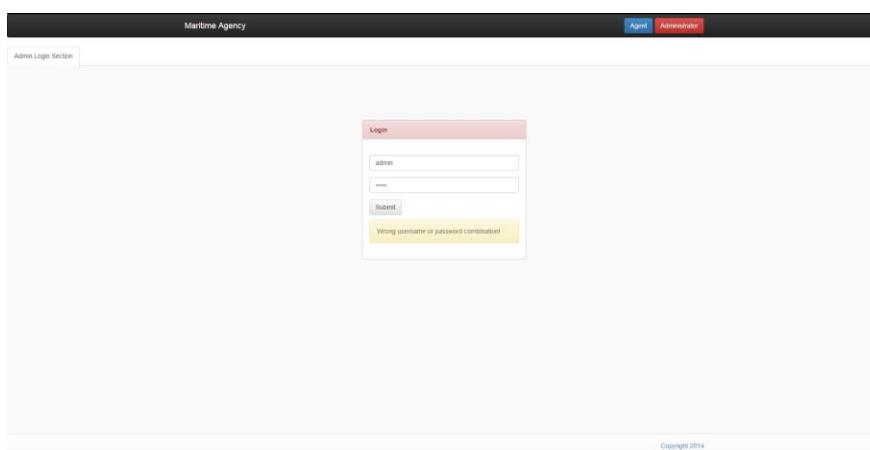 Maritime Agency
Agent
Administrator
Admin Login Section
Login
admin
Submit
Wrong username or password combination!
Copyright 2014